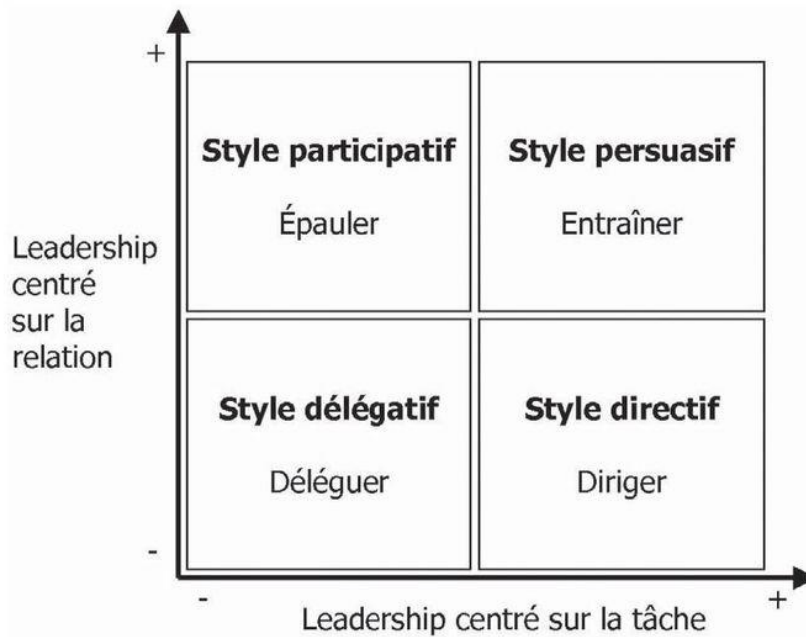 +
Style participatif
Épauler
Style persuasif
Entraîner
Leadership
centré
sur la
relation
Style délégatif
Déléguer
Style directif
Diriger
-
-
+
Leadership centré sur la tâche